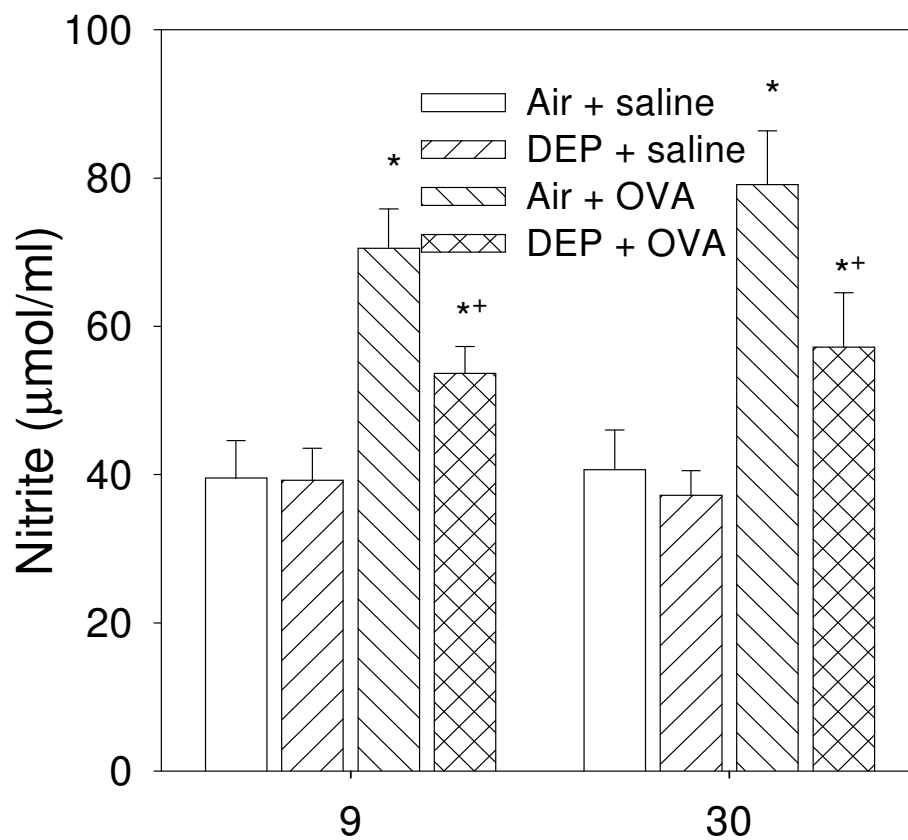 100
80
60
40
20
0
Nitrite (μmol/ml)
Air + saline
DEP + saline
Air + OVA
DEP + OVA
*
*+
*
*+
9
30